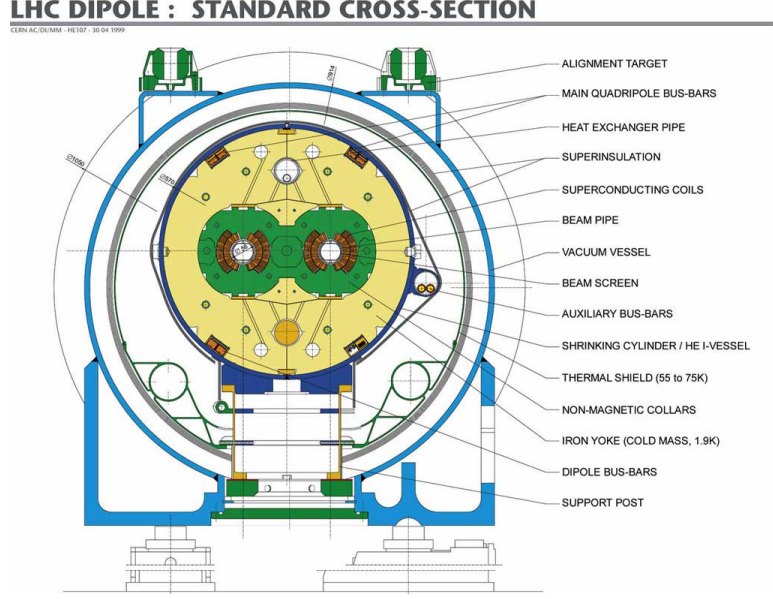 LHC DIPOLE : STANDARD CROSS-SECTION
CERN AC/DI/MM - HE107 - 30 04 1999
ALIGNMENT TARGET
MAIN QUADRIPOLE BUS-BARS
HEAT EXCHANGER PIPE
SUPERINSULATION
SUPERCONDUCTING COILS
BEAM PIPE
VACUUM VESSEL
BEAM SCREEN
AUXILIARY BUS-BARS
SHRINKING CYLINDER / HE I-VESSEL
THERMAL SHIELD (55 to 75K)
NON-MAGNETIC COLLARS
IRON YOKE (COLD MASS, 1.9K)
DIPOLE BUS-BARS
SUPPORT POST
∅914
∅1050
∅570